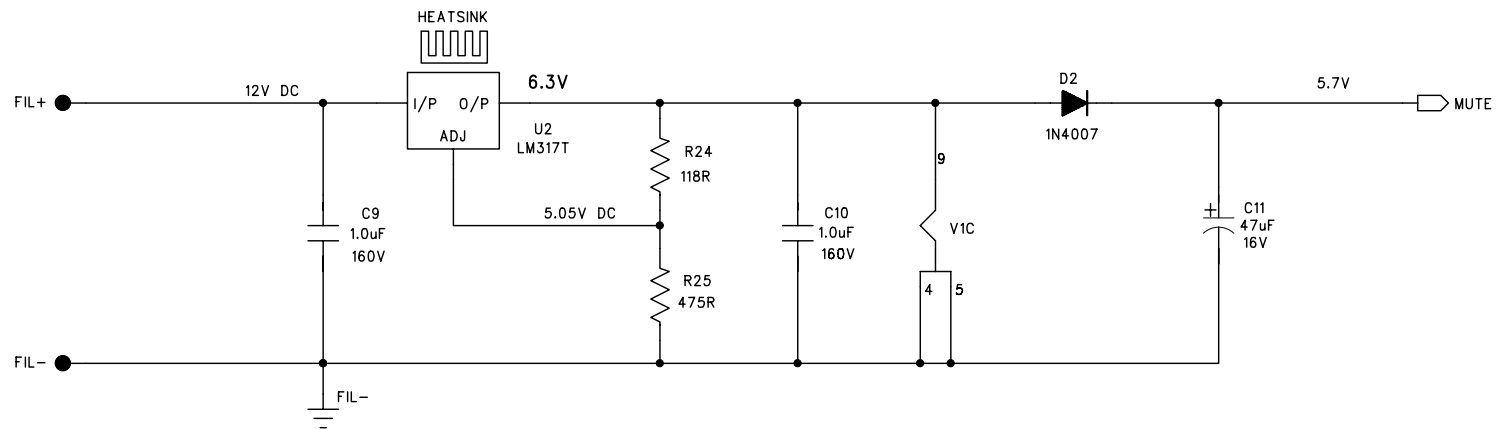 HEATSINK
FIL+
12V DC
I/P O/P
ADJ
6.3V
U2
LM317T
D2
1N4007
5.7V
MUTE
R24
118R
9
5.05V DC
C9
1.0uF
160V
C10
1.0uF
160V
V1C
+
C11
47uF
16V
R25
475R
4 5
FIL-
FIL-